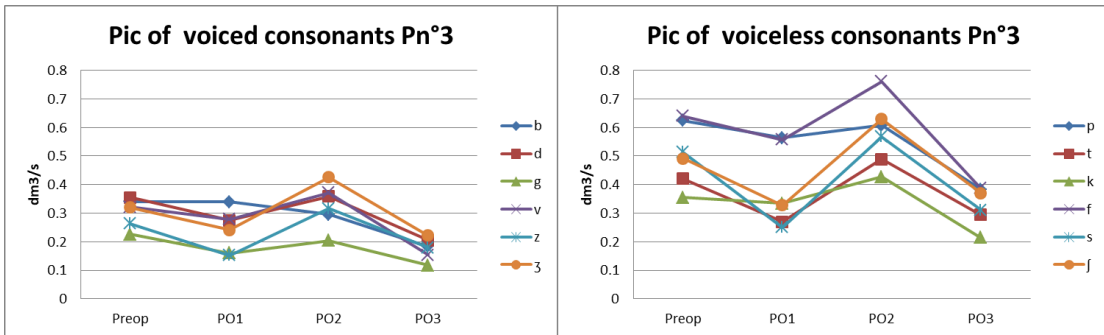 Pic of voiced consonants Pn°3
0.8
0.7
0.6
0.5
0.4
0.3
0.2
0.1
0
dm3/s
Preop PO1 PO2 PO3
b
d
g
v
z
ʒ
Pic of voiceless consonants Pn°3
0.8
0.7
0.6
0.5
0.4
0.3
0.2
0.1
0
dm3/s
Preop PO1 PO2 PO3
p
t
k
f
s
ʃ